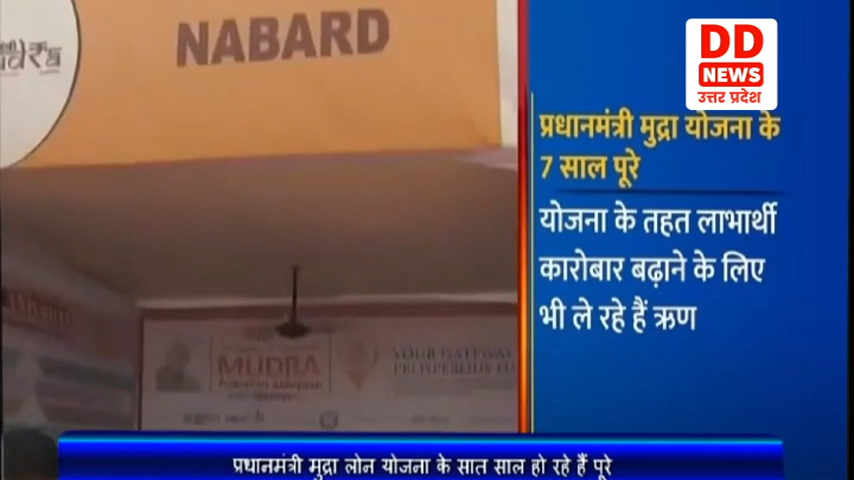 NABARD
DD
NEWS
उत्तर प्रदेश
प्रधानमंत्री मुद्रा योजना के
7 साल पूरे
योजना के तहत लाभार्थी
कारोबार बढ़ाने के लिए
भी ले रहे हैं ऋण
MUDRA
YOUR GATEWAY
PROSPEROUS
प्रधानमंत्री मुद्रा लोन योजना के सात साल हो रहे हैं पूरे